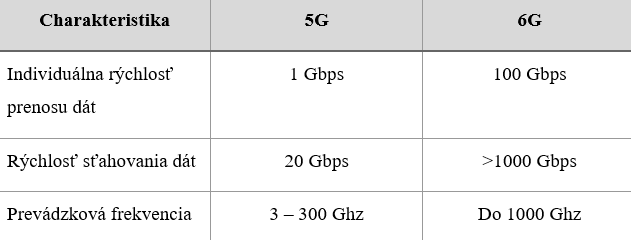 Charakteristika 5G 6G
Individuálna rýchlosť 1 Gbps 100 Gbps
prenosu dát
Rýchlosť sťahovania dát 20 Gbps >1000 Gbps
Prevádzková frekvencia 3 – 300 Ghz Do 1000 Ghz